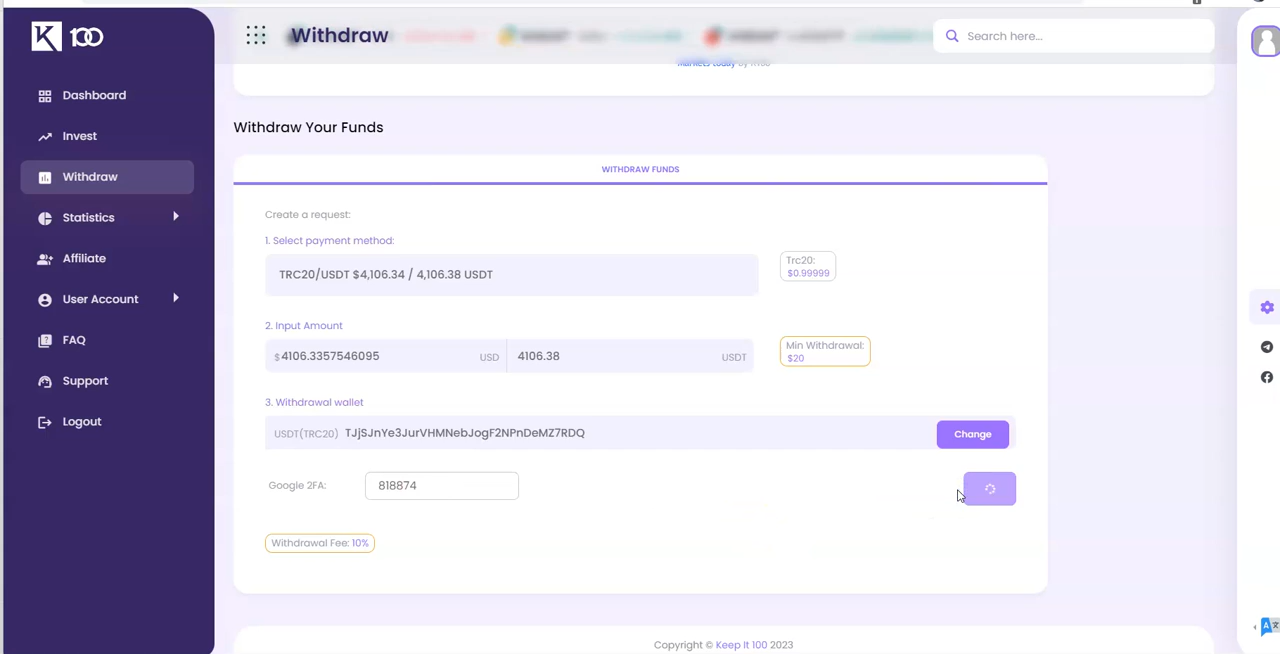 K 100
Withdraw
Search here...
Markets today
Dashboard
Invest
Withdraw
Statistics
Affiliate
User Account
FAQ
Support
Logout
Withdraw Your Funds
WITHDRAW FUNDS
Create a request:
1. Select payment method:
TRC20/USDT $4,106.34 / 4,106.38 USDT
Trc20:
$0.99999
2. Input Amount
$4106.3357546095 USD 4106.38 USDT
Min Withdrawal:
$20
3. Withdrawal wallet
USDT(TRC20) TJjSJnYe3JurVHMNebJogF2NPnDeMZ7RDQ Change
Google 2FA: 818874
Withdrawal Fee: 10%
Copyright © Keep It 100 2023